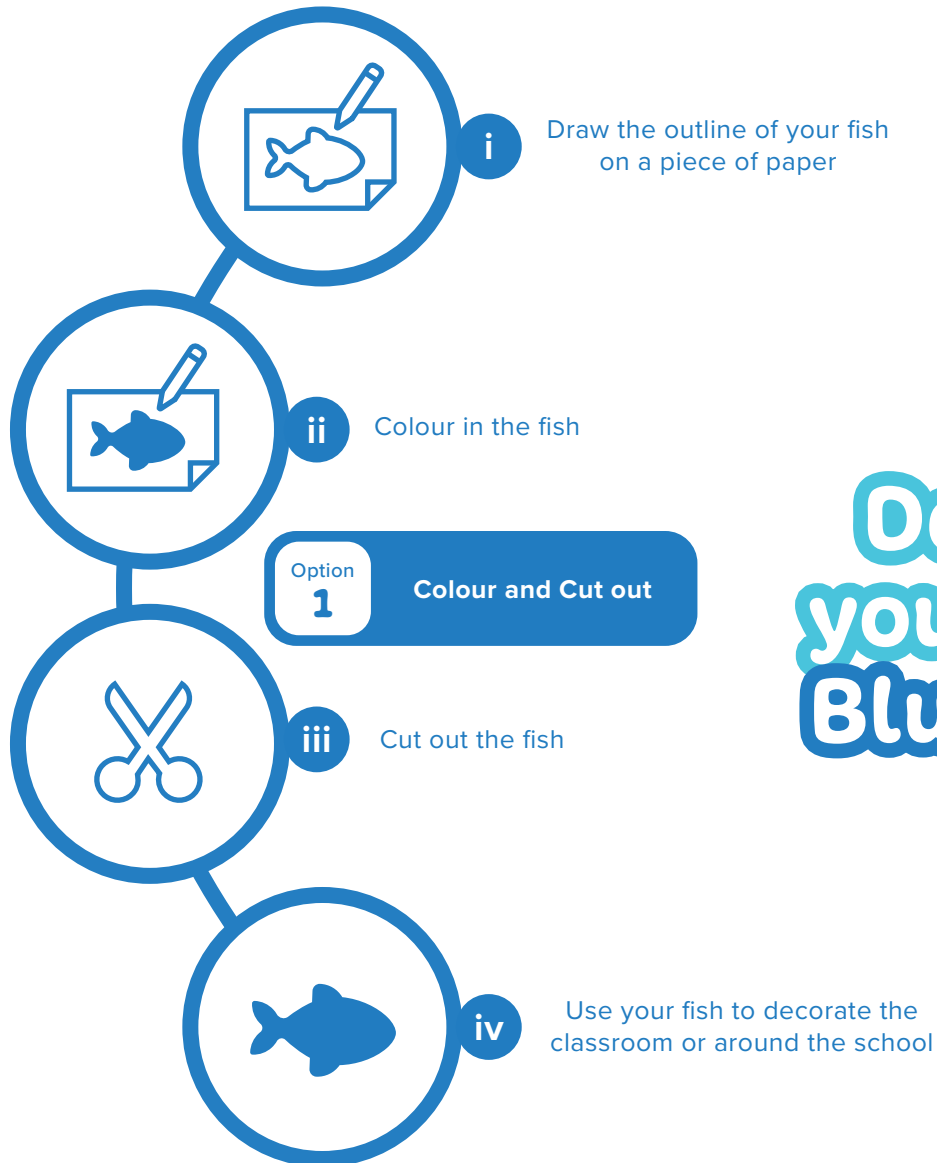 i
Draw the outline of your fish
on a piece of paper
ii
Colour in the fish
Option
1
Colour and Cut out
iii
Cut out the fish
iv
Use your fish to decorate the
classroom or around the school